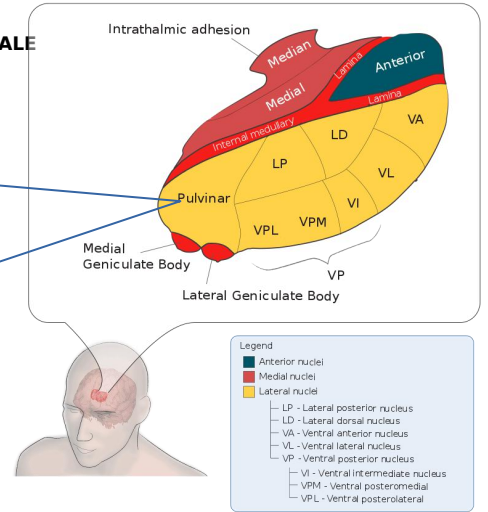 Intrathalmic adhesion
ALE
Median
Lamina
Anterior
Medial
Lamina
Internal medullary
LD
VA
LP
VL
Pulvinar
VI
VPM
VPL
Medial
Geniculate Body
VP
Lateral Geniculate Body
Legend
Anterior nuclei
Medial nuclei
Lateral nuclei
LP - Lateral posterior nucleus
LD - Lateral dorsal nucleus
VA - Ventral anterior nucleus
VL - Ventral lateral nucleus
VP - Ventral posterior nucleus
VI - Ventral intermediate nucleus
VPM - Ventral posteromedial
VPL - Ventral posterolateral